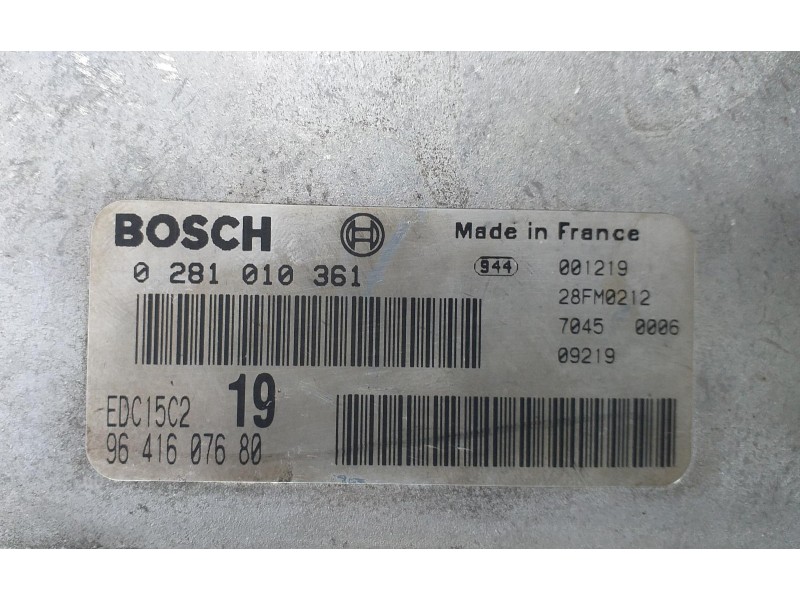 BOSCH Made in France
0 281 010 361 944 001219
28FM0212
7045 0006
09219
EDC15C2 19
96 416 076 80